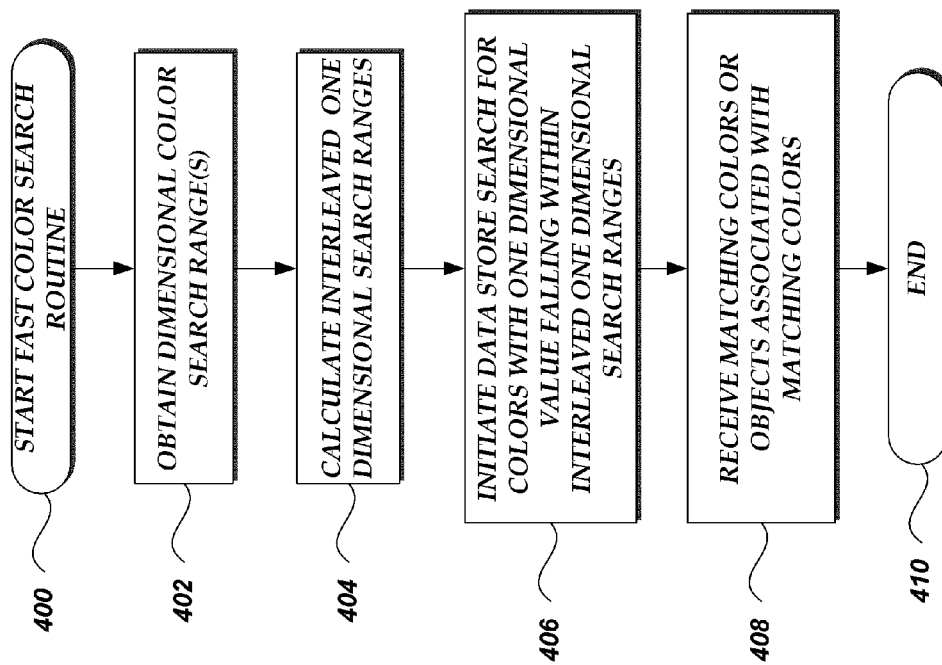 START FAST COLOR SEARCH
ROUTINE
400
OBTAIN DIMENSIONAL COLOR
SEARCH RANGE(S)
402
CALCULATE INTERLEAVED ONE
DIMENSIONAL SEARCH RANGES
404
INITIATE DATA STORE SEARCH FOR
COLORS WITH ONE DIMENSIONAL
VALUE FALLING WITHIN
INTERLEAVED ONE DIMENSIONAL
SEARCH RANGES
406
RECEIVE MATCHING COLORS OR
OBJECTS ASSOCIATED WITH
MATCHING COLORS
408
END
410